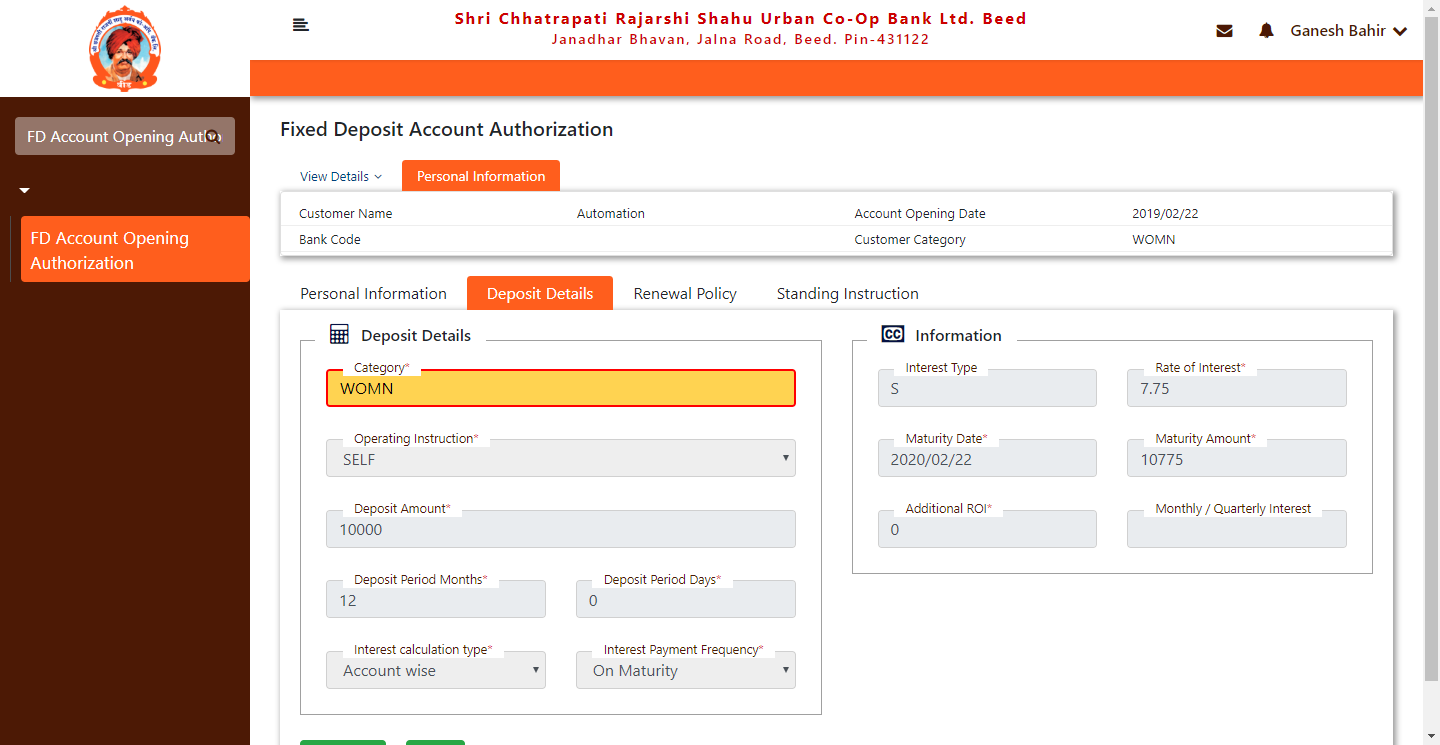 Shri Chhatrapati Rajarshi Shahu Urban Co-Op Bank Ltd. Beed
Janadhar Bhavan, Jalna Road, Beed. Pin-431122
Ganesh Bahir
FD Account Opening
FD Account Opening
Authorization
Fixed Deposit Account Authorization
View Details
Personal Information
Customer Name Automation Account Opening Date 2019/02/22
Bank Code Customer Category WOMN
Personal Information Deposit Details Renewal Policy Standing Instruction
Deposit Details
Category*
WOMN
Operating Instruction*
SELF
Deposit Amount*
10000
Deposit Period Months* Deposit Period Days*
12 0
Interest calculation type* Interest Payment Frequency*
Account wise On Maturity
CC Information
Interest Type Rate of Interest*
S 7.75
Maturity Date* Maturity Amount*
2020/02/22 10775
Additional ROI* Monthly / Quarterly Interest
0